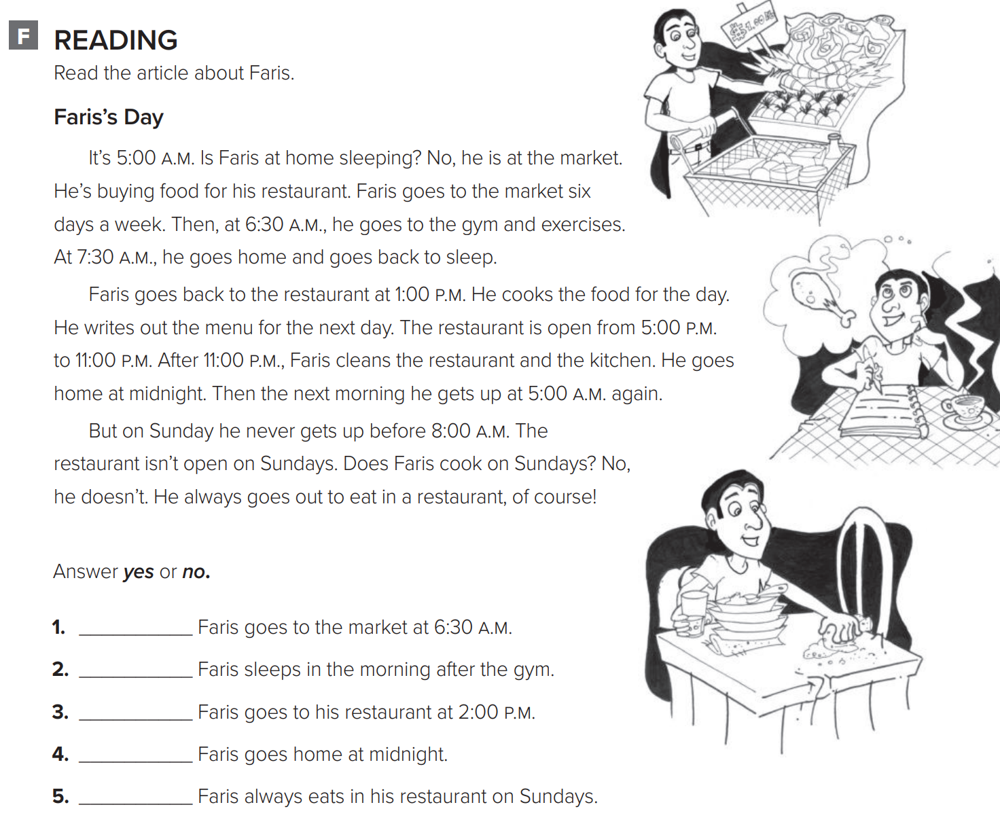 F READING
Read the article about Faris.
Faris's Day
It's 5:00 A.M. Is Faris at home sleeping? No, he is at the market.
He's buying food for his restaurant. Faris goes to the market six
days a week. Then, at 6:30 A.M., he goes to the gym and exercises.
At 7:30 A.M., he goes home and goes back to sleep.
Faris goes back to the restaurant at 1:00 P.M. He cooks the food for the day.
He writes out the menu for the next day. The restaurant is open from 5:00 P.M.
to 11:00 P.M. After 11:00 P.M., Faris cleans the restaurant and the kitchen. He goes
home at midnight. Then the next morning he gets up at 5:00 A.M. again.
But on Sunday he never gets up before 8:00 A.M. The
restaurant isn't open on Sundays. Does Faris cook on Sundays? No,
he doesn't. He always goes out to eat in a restaurant, of course!
Answer yes or no.
1. ____________ Faris goes to the market at 6:30 A.M.
2. ____________ Faris sleeps in the morning after the gym.
3. ____________ Faris goes to his restaurant at 2:00 P.M.
4. ____________ Faris goes home at midnight.
5. ____________ Faris always eats in his restaurant on Sundays.